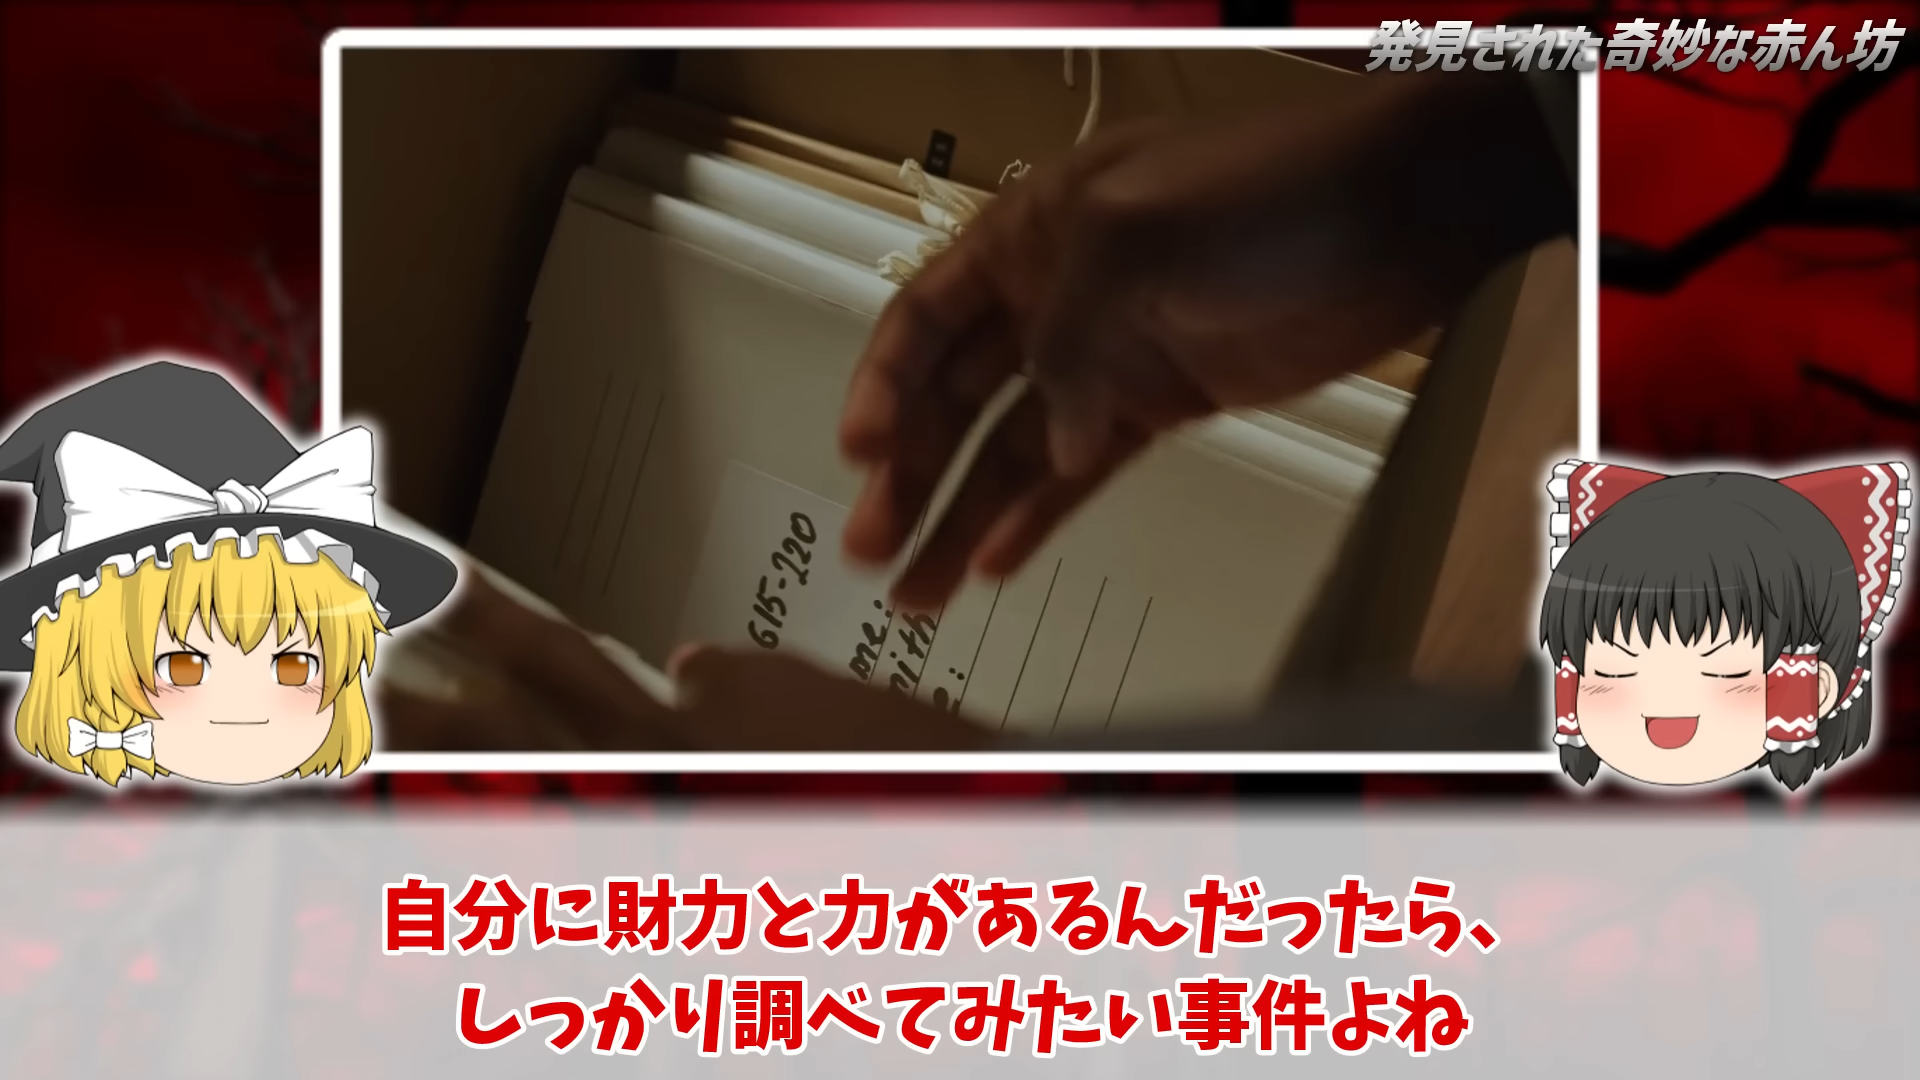 発見された奇妙な赤ん坊
615-220
me:
mith
e:
自分に財力と力があるんだったら、
しっかり調べてみたい事件よね